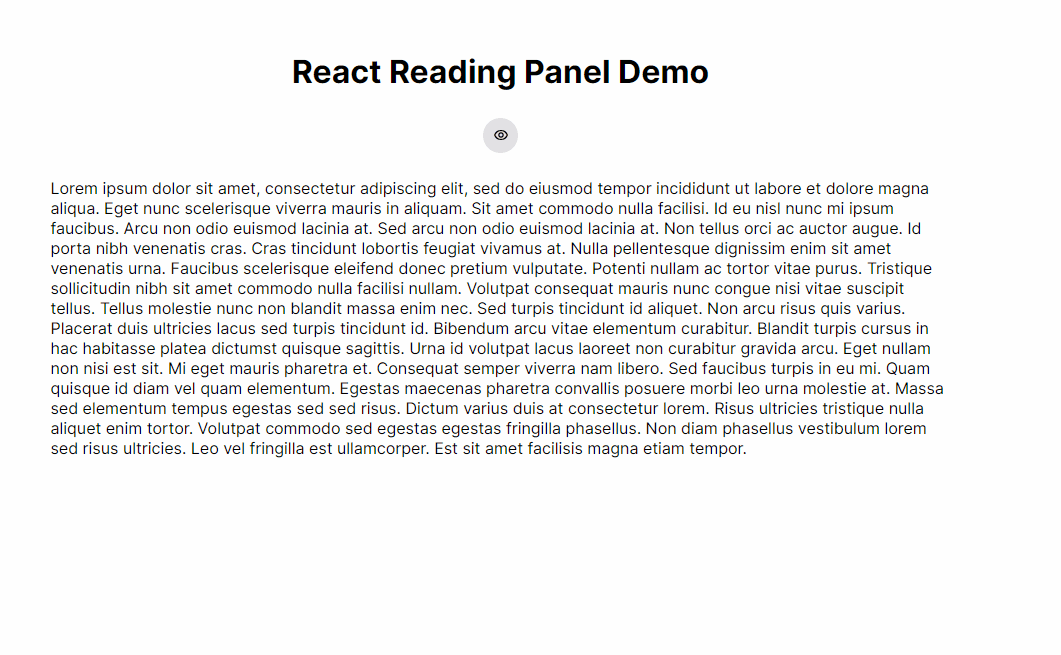 React Reading Panel Demo
Lorem ipsum dolor sit amet, consectetur adipiscing elit, sed do eiusmod tempor incididunt ut labore et dolore magna
aliqua. Eget nunc scelerisque viverra mauris in aliquam. Sit amet commodo nulla facilisi. Id eu nisl nunc mi ipsum
faucibus. Arcu non odio euismod lacinia at. Sed arcu non odio euismod lacinia at. Non tellus orci ac auctor augue. Id
porta nibh venenatis cras. Cras tincidunt lobortis feugiat vivamus at. Nulla pellentesque dignissim enim sit amet
venenatis urna. Faucibus scelerisque eleifend donec pretium vulputate. Potenti nullam ac tortor vitae purus. Tristique
sollicitudin nibh sit amet commodo nulla facilisi nullam. Volutpat consequat mauris nunc congue nisi vitae suscipit
tellus. Tellus molestie nunc non blandit massa enim nec. Sed turpis tincidunt id aliquet. Non arcu risus quis varius.
Placerat duis ultricies lacus sed turpis tincidunt id. Bibendum arcu vitae elementum curabitur. Blandit turpis cursus in
hac habitasse platea dictumst quisque sagittis. Urna id volutpat lacus laoreet non curabitur gravida arcu. Eget nullam
non nisi est sit. Mi eget mauris pharetra et. Consequat semper viverra nam libero. Sed faucibus turpis in eu mi. Quam
quisque id diam vel quam elementum. Egestas maecenas pharetra convallis posuere morbi leo urna molestie at. Massa
sed elementum tempus egestas sed sed risus. Dictum varius duis at consectetur lorem. Risus ultricies tristique nulla
aliquet enim tortor. Volutpat commodo sed egestas egestas fringilla phasellus. Non diam phasellus vestibulum lorem
sed risus ultricies. Leo vel fringilla est ullamcorper. Est sit amet facilisis magna etiam tempor.